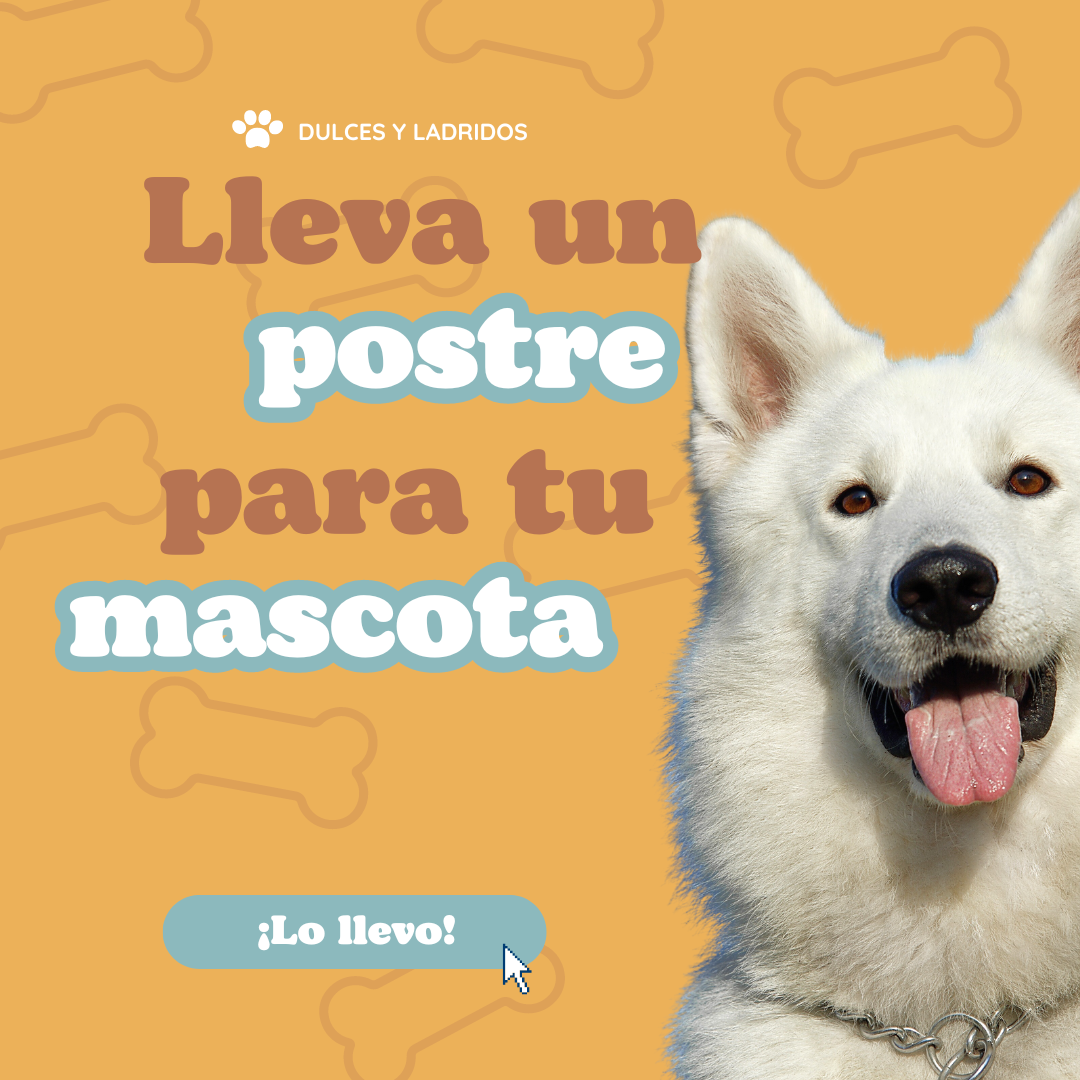 DULCES Y LADRIDOS
Lleva un
postre
para tu
mascota
¡Lo llevo!